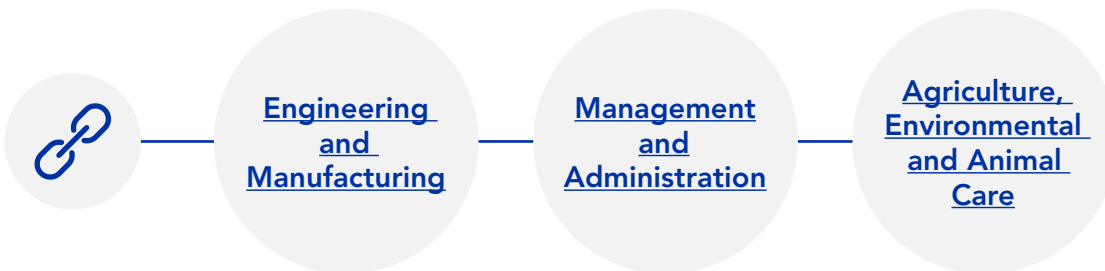 Engineering
and
Manufacturing
Management
and
Administration
Agriculture,
Environmental
and Animal
Care